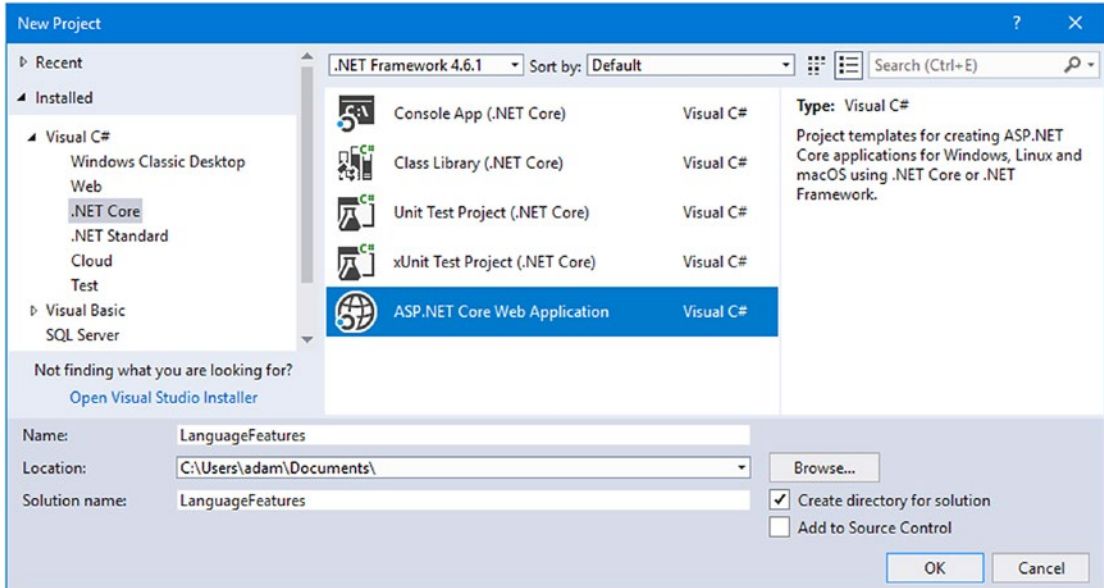 New Project
?
Recent
Installed
Visual C#
Windows Classic Desktop
Web
.NET Core
.NET Standard
Cloud
Test
Visual Basic
SQL Server
Not finding what you are looking for?
Open Visual Studio Installer
.NET Framework 4.6.1 Sort by: Default Search (Ctrl+E)
Console App (.NET Core) Visual C#
Class Library (.NET Core) Visual C#
Unit Test Project (.NET Core) Visual C#
xUnit Test Project (.NET Core) Visual C#
ASP.NET Core Web Application Visual C#
Type: Visual C#
Project templates for creating ASP.NET
Core applications for Windows, Linux and
macOS using .NET Core or .NET
Framework.
Name: LanguageFeatures
Location: C:\Users\adam\Documents\ Browse...
Solution name: LanguageFeatures
Create directory for solution
Add to Source Control
OK Cancel